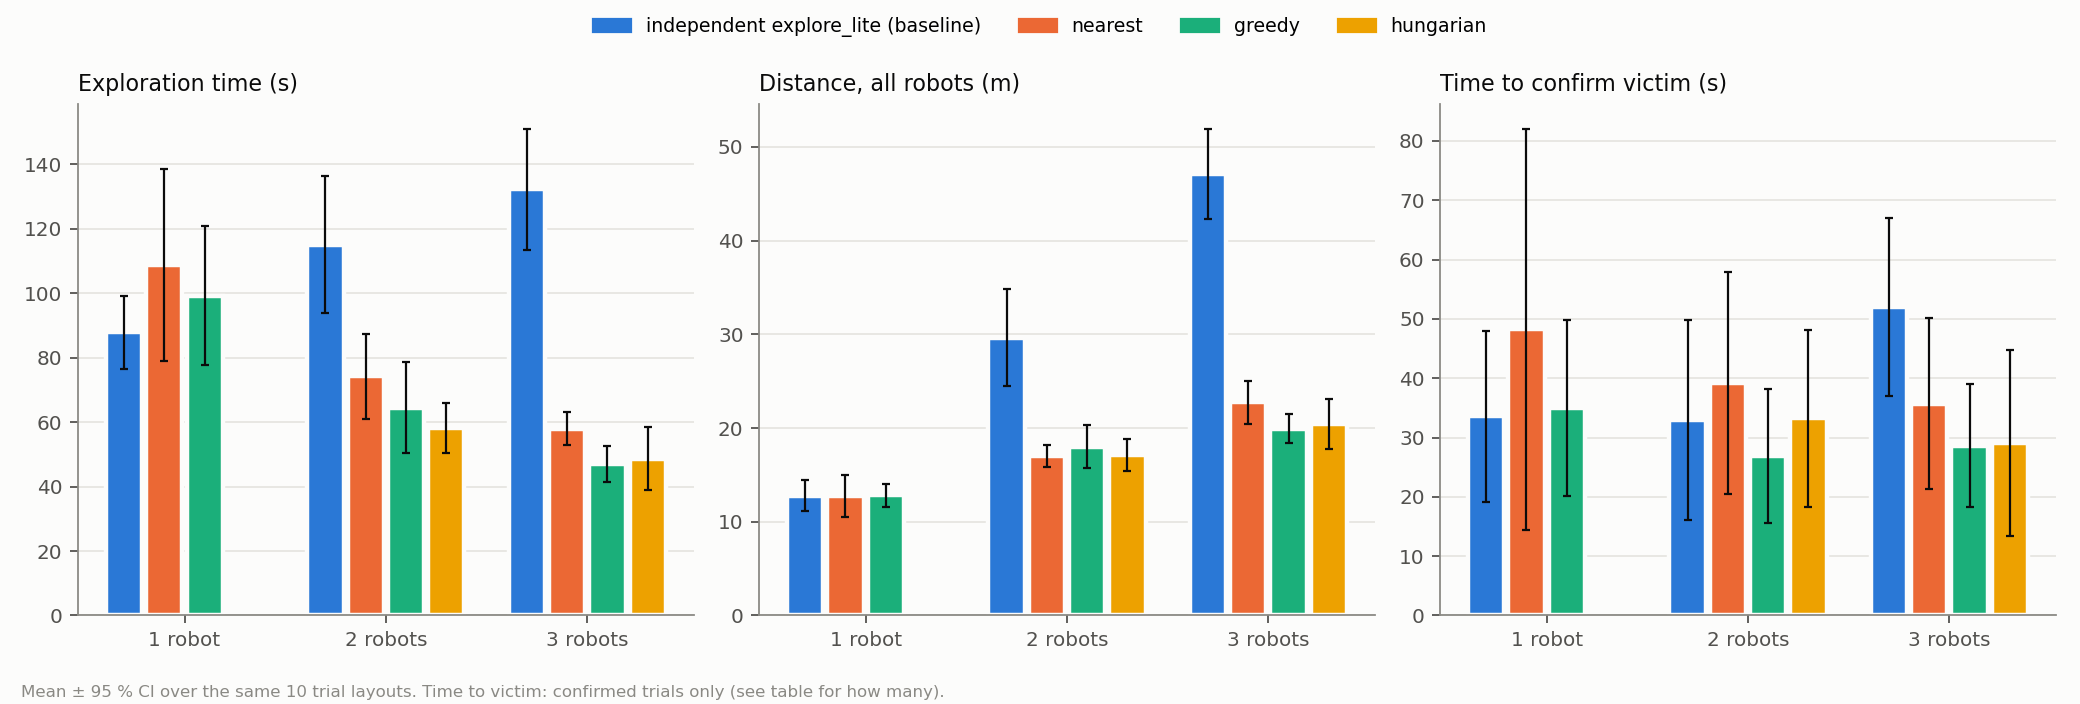 independent explore_lite (baseline) nearest greedy hungarian
Exploration time (s)
140
120
100
80
60
40
20
0
1 robot 2 robots 3 robots
Distance, all robots (m)
50
40
30
20
10
0
1 robot 2 robots 3 robots
Time to confirm victim (s)
80
70
60
50
40
30
20
10
0
1 robot 2 robots 3 robots
Mean ± 95 % CI over the same 10 trial layouts. Time to victim: confirmed trials only (see table for how many).